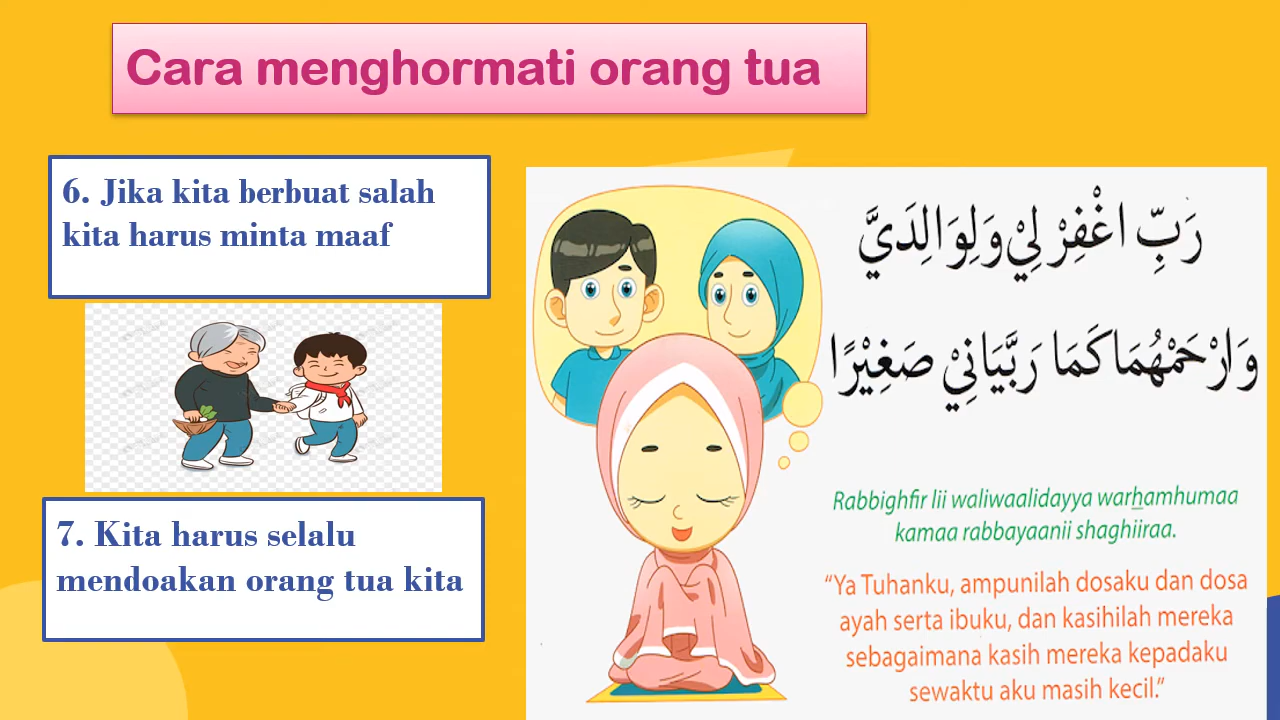 Cara menghormati orang tua
6. Jika kita berbuat salah
kita harus minta maaf
7. Kita harus selalu
mendoakan orang tua kita
رَبِّ اغْفِرْ لِيْ وَلِوَالِدَيَّ
وَارْحَمْهُمَا كَمَا رَبَّيَانِيْ صَغِيْرًا
Rabbighfir lii waliwaalidayya warhamhumaa
kamaa rabbayaanii shaghiiraa.
“Ya Tuhanku, ampunilah dosaku dan dosa
ayah serta ibuku, dan kasihilah mereka
sebagaimana kasih mereka kepadaku
sewaktu aku masih kecil.”